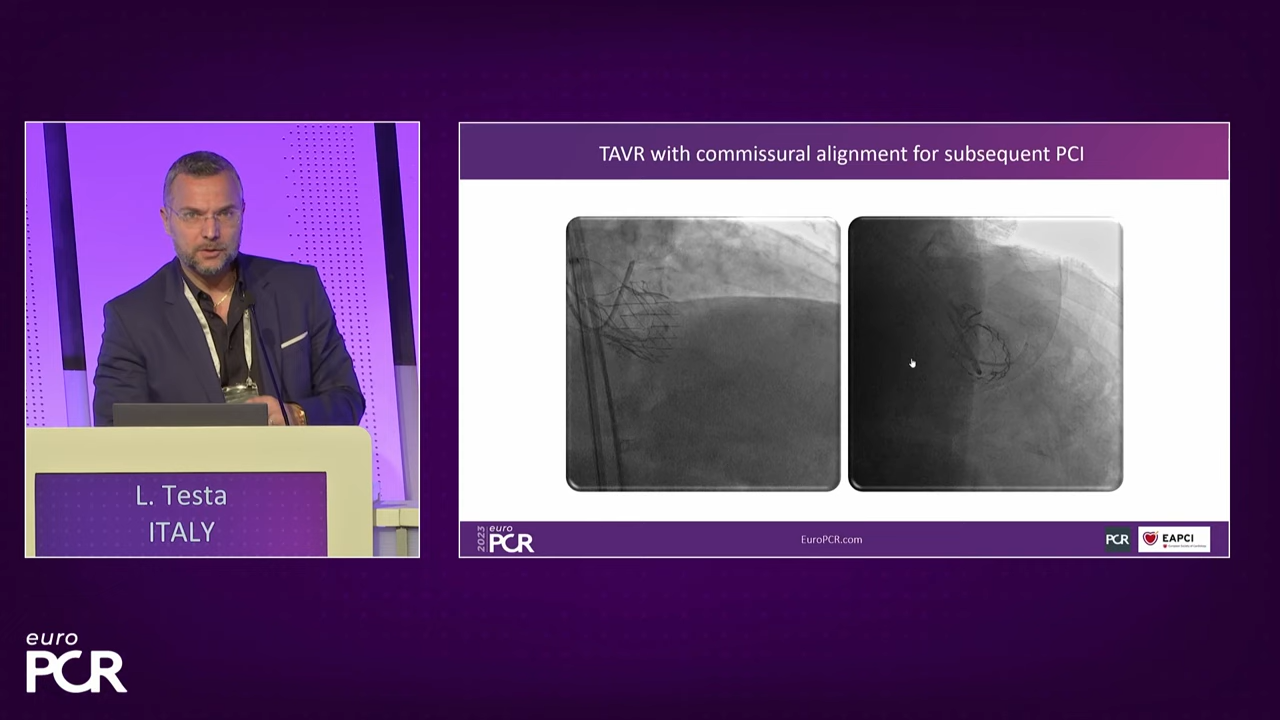 TAVR with commissural alignment for subsequent PCI
L. Testa
ITALY
2023
euro
PCR
EuroPCR.com
PCR
EAPCI
euro
PCR